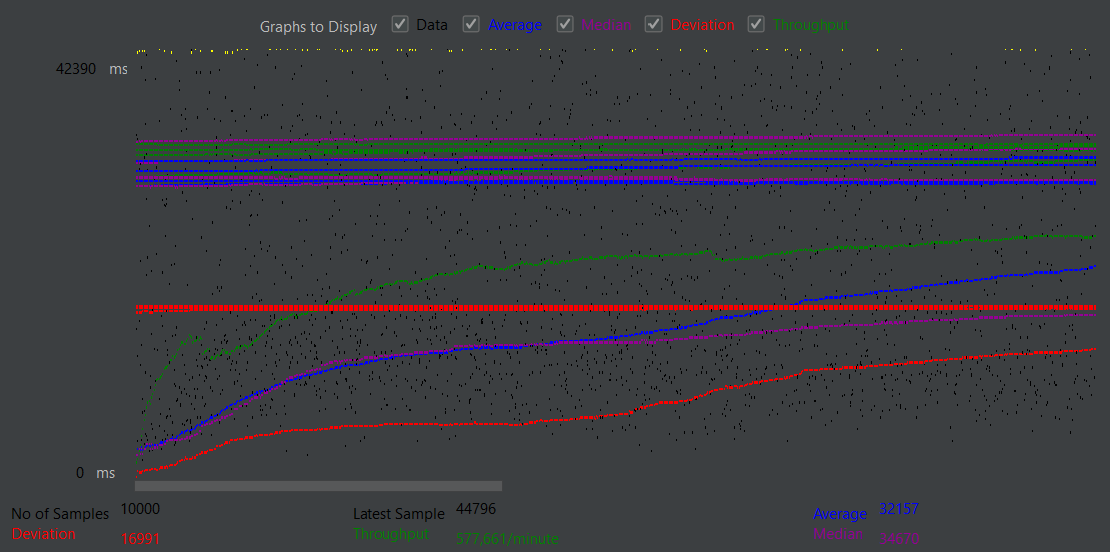 Graphs to Display Data Average Median Deviation Throughput
42390 ms
0 ms
No of Samples 10000 Latest Sample 44796 Average 32157
Deviation 16991 Throughput 577,661/minute Median 34670